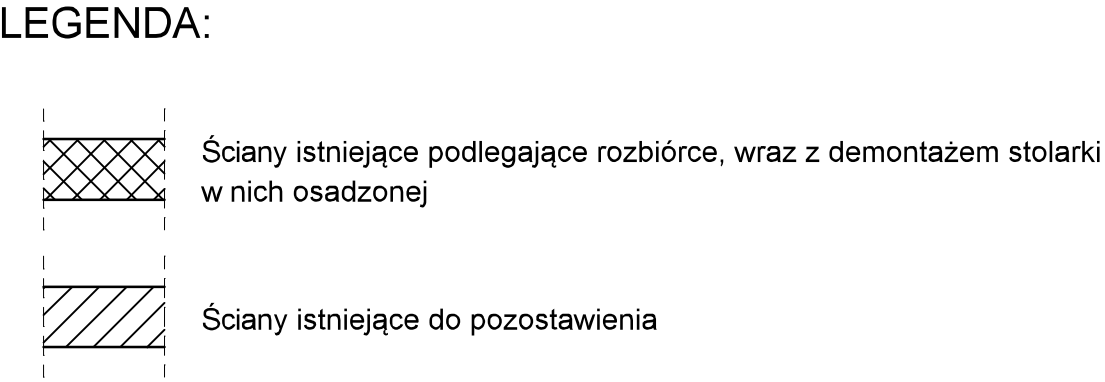 LEGENDA:
Ściany istniejące podlegające rozbiórce, wraz z demontażem stolarki
w nich osadzonej
Ściany istniejące do pozostawienia